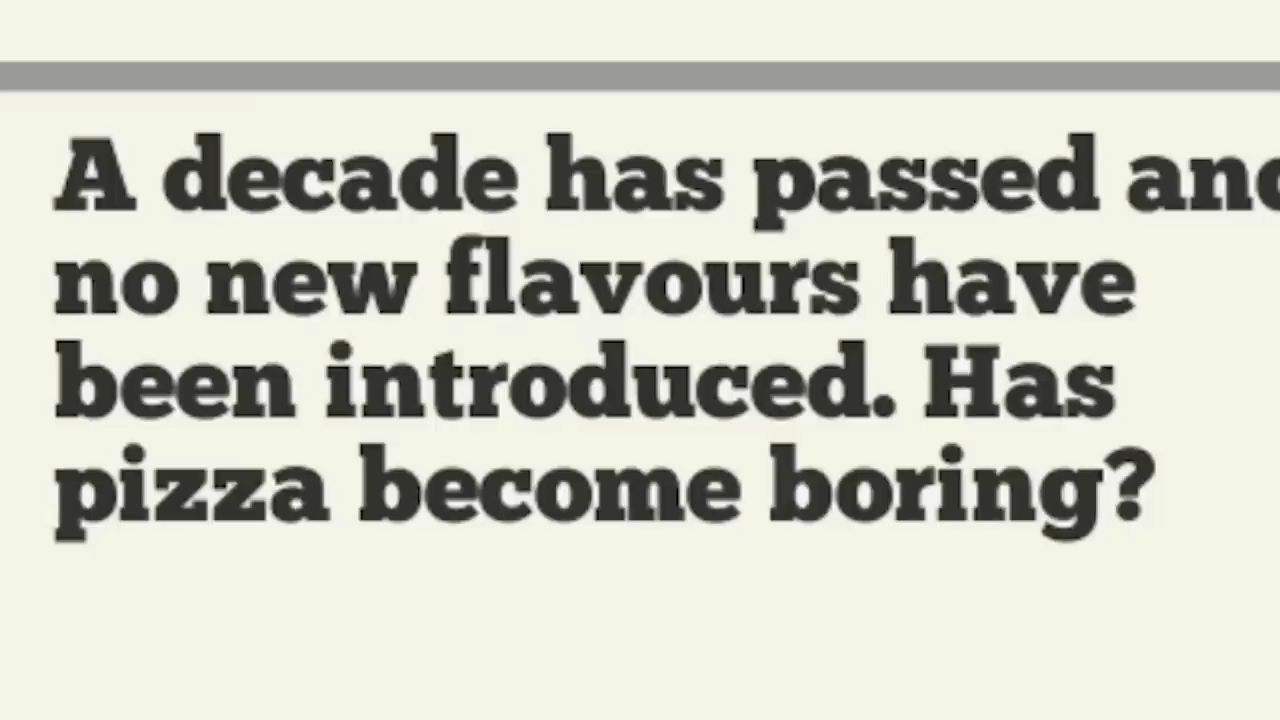 A decade has passed and
no new flavours have
been introduced. Has
pizza become boring?